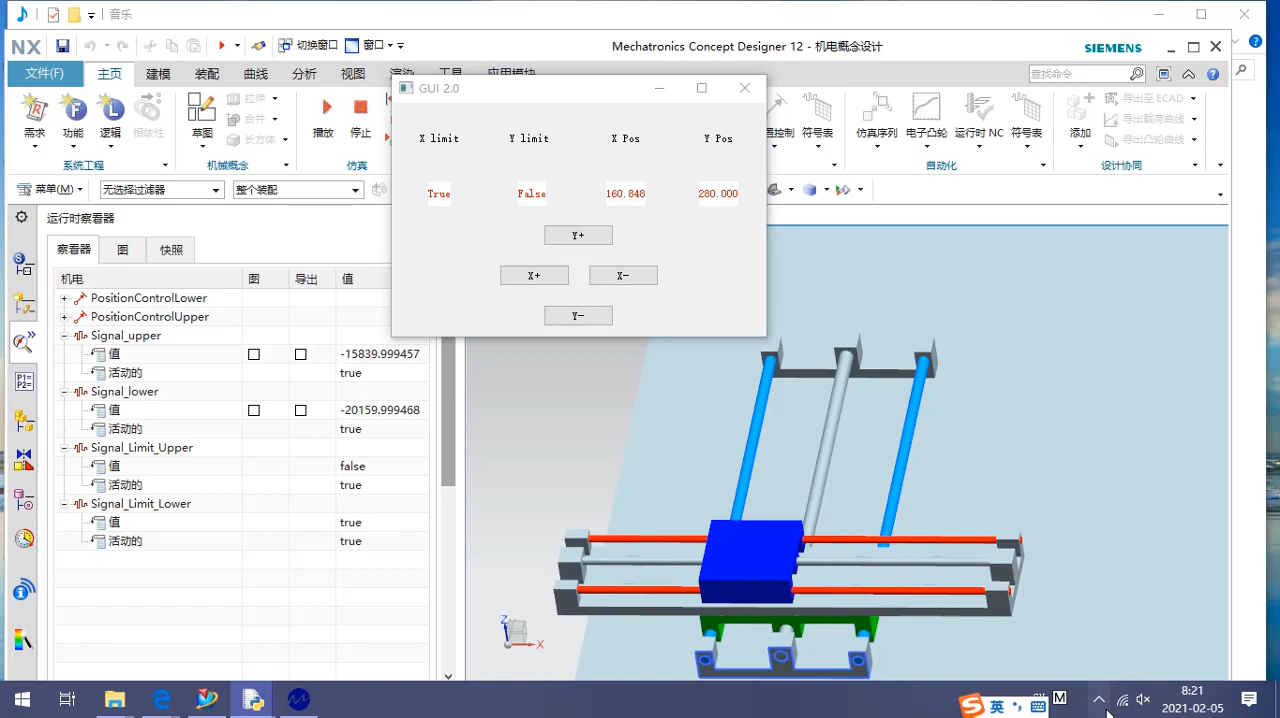 音乐
NX
切换窗口
窗口
Mechatronics Concept Designer 12 - 机电概念设计
SIEMENS
文件(F)
主页
建模
装配
曲线
分析
视图
查找命令
GUI 2.0
需求
功能
逻辑
相依性
草图
拉伸
合并
长方体
播放
停止
符号表
仿真序列
电子凸轮
运行时 NC
符号表
添加
导出至 ECAD
导出载荷曲线
导出凸轮曲线
系统工程
机械概念
仿真
自动化
设计协同
菜单(M)
无选择过滤器
整个装配
X limit
Y limit
X Pos
Y Pos
True
False
160.848
280.000
Y+
X+
X-
Y-
运行时察看器
察看器
图
快照
机电
图
导出
值
PositionControlLower
PositionControlUpper
Signal_upper
值
-15839.999457
活动的
true
Signal_lower
值
-20159.999468
活动的
true
Signal_Limit_Upper
值
false
活动的
true
Signal_Limit_Lower
值
true
活动的
true
P1=
P2=
Z
X
英
M
8:21
2021-02-05